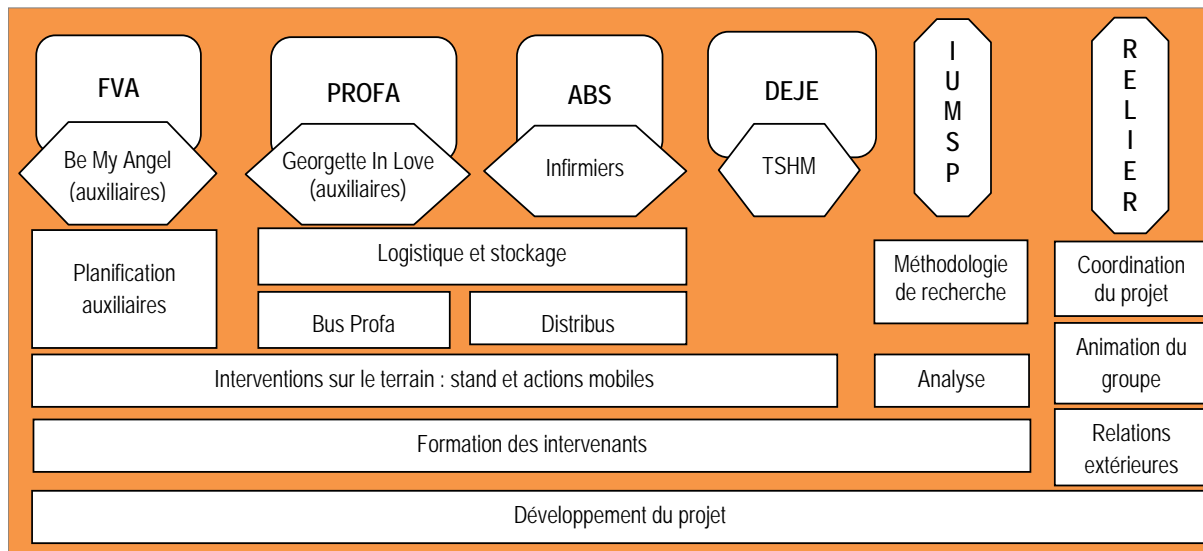 FVA
PROFA
ABS
DEJE
I
U
M
S
P
R
E
L
I
E
R
Be My Angel
(auxiliaires)
Georgette In Love
(auxiliaires)
Infirmiers
TSHM
Planification
auxiliaires
Logistique et stockage
Bus Profa
Distribus
Méthodologie
de recherche
Coordination
du projet
Interventions sur le terrain : stand et actions mobiles
Analyse
Animation du
groupe
Formation des intervenants
Relations
extérieures
Développement du projet